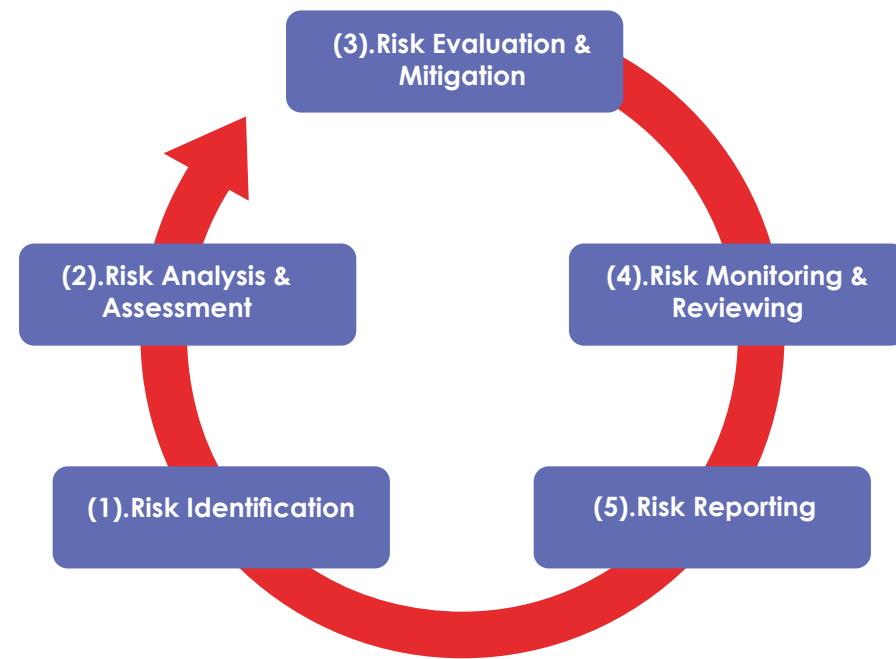 (3).Risk Evaluation &
Mitigation
(2).Risk Analysis &
Assessment
(4).Risk Monitoring &
Reviewing
(1).Risk Identification
(5).Risk Reporting